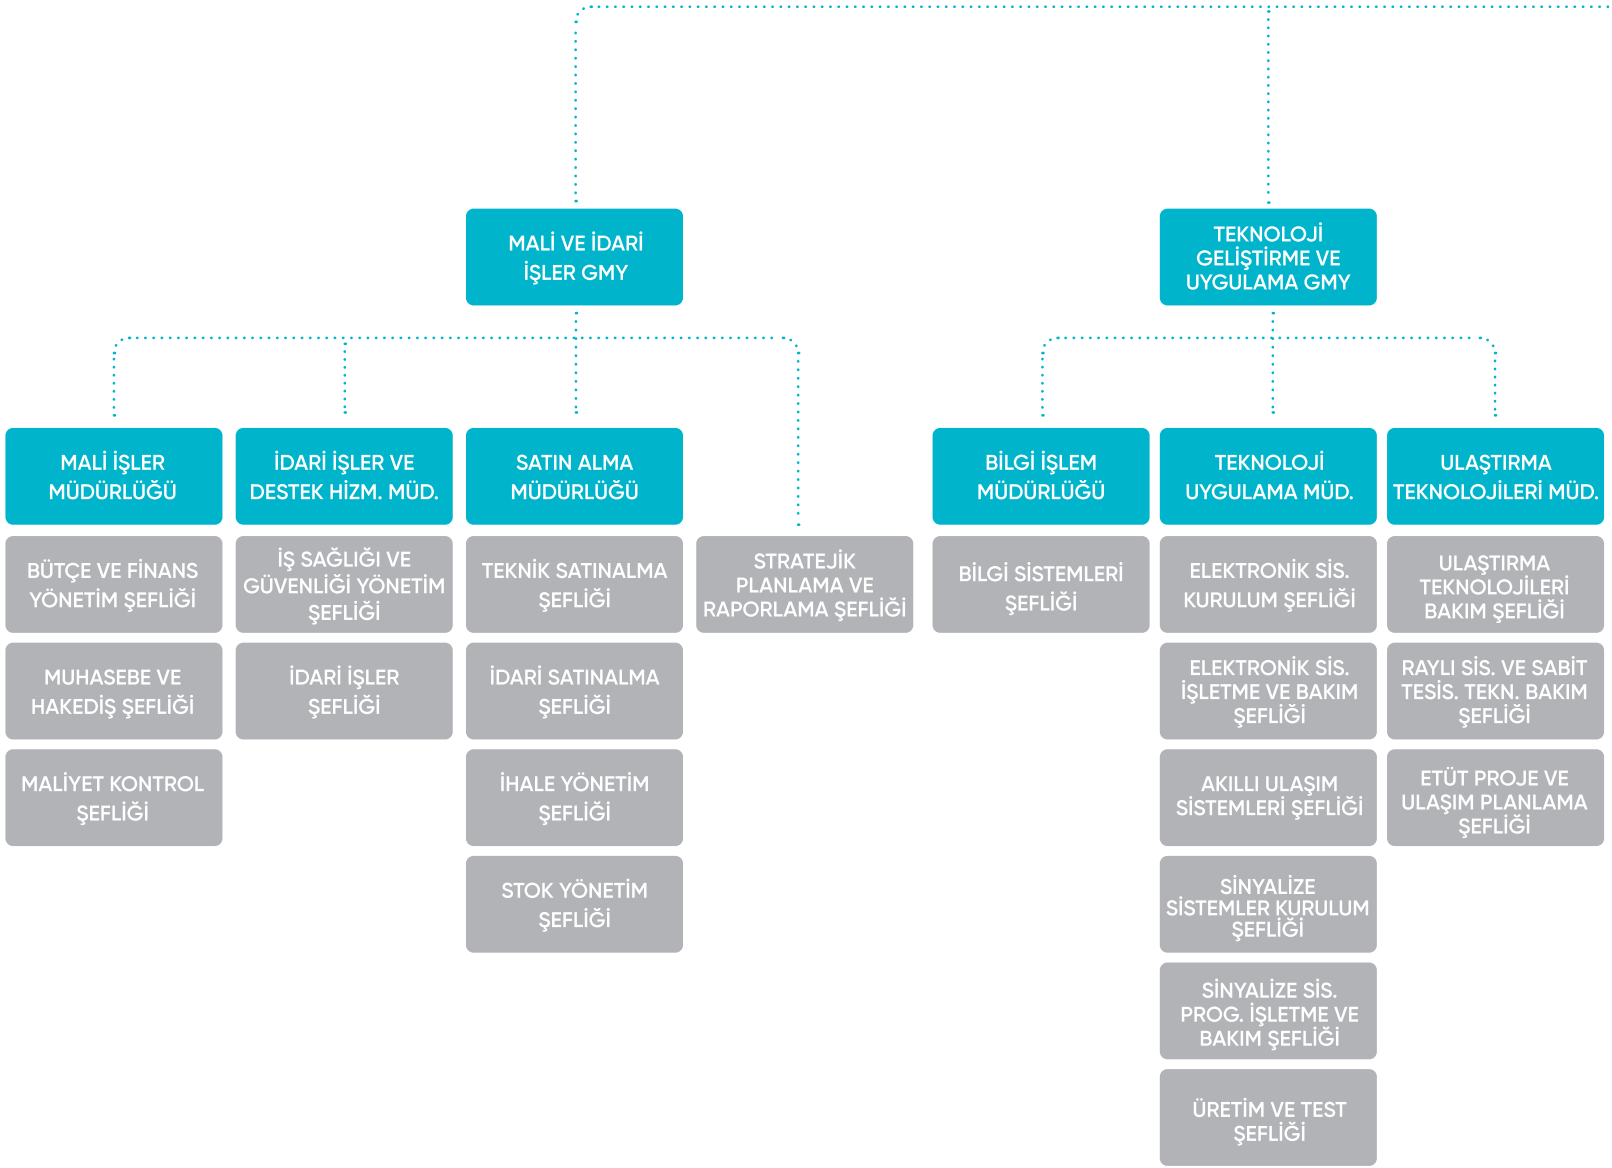 MALİ VE İDARİ
İŞLER GMY
TEKNOLOJİ
GELİŞTİRME VE
UYGULAMA GMY
MALİ İŞLER
MÜDÜRLÜĞÜ
BÜTÇE VE FİNANS
YÖNETİM ŞEFLİĞİ
MUHASEBE VE
HAKEDİŞ ŞEFLİĞİ
MALİYET KONTROL
ŞEFLİĞİ
İDARİ İŞLER VE
DESTEK HİZM. MÜD.
İŞ SAĞLIĞI VE
GÜVENLİĞİ YÖNETİM
ŞEFLİĞİ
İDARİ İŞLER
ŞEFLİĞİ
SATIN ALMA
MÜDÜRLÜĞÜ
TEKNİK SATINALMA
ŞEFLİĞİ
İDARİ SATINALMA
ŞEFLİĞİ
İHALE YÖNETİM
ŞEFLİĞİ
STOK YÖNETİM
ŞEFLİĞİ
STRATEJİK
PLANLAMA VE
RAPORLAMA ŞEFLİĞİ
BİLGİ İŞLEM
MÜDÜRLÜĞÜ
BİLGİ SİSTEMLERİ
ŞEFLİĞİ
TEKNOLOJİ
UYGULAMA MÜD.
ELEKTRONİK SİS.
KURULUM ŞEFLİĞİ
ELEKTRONİK SİS.
İŞLETME VE BAKIM
ŞEFLİĞİ
AKILLI ULAŞIM
SİSTEMLERİ ŞEFLİĞİ
SİNYALİZE
SİSTEMLER KURULUM
ŞEFLİĞİ
SİNYALİZE SİS.
PROG. İŞLETME VE
BAKIM ŞEFLİĞİ
ÜRETİM VE TEST
ŞEFLİĞİ
ULAŞTIRMA
TEKNOLOJİLERİ MÜD.
ULAŞTIRMA
TEKNOLOJİLERİ
BAKIM ŞEFLİĞİ
RAYLI SİS. VE SABİT
TESİS. TEKN. BAKIM
ŞEFLİĞİ
ETÜT PROJE VE
ULAŞIM PLANLAMA
ŞEFLİĞİ